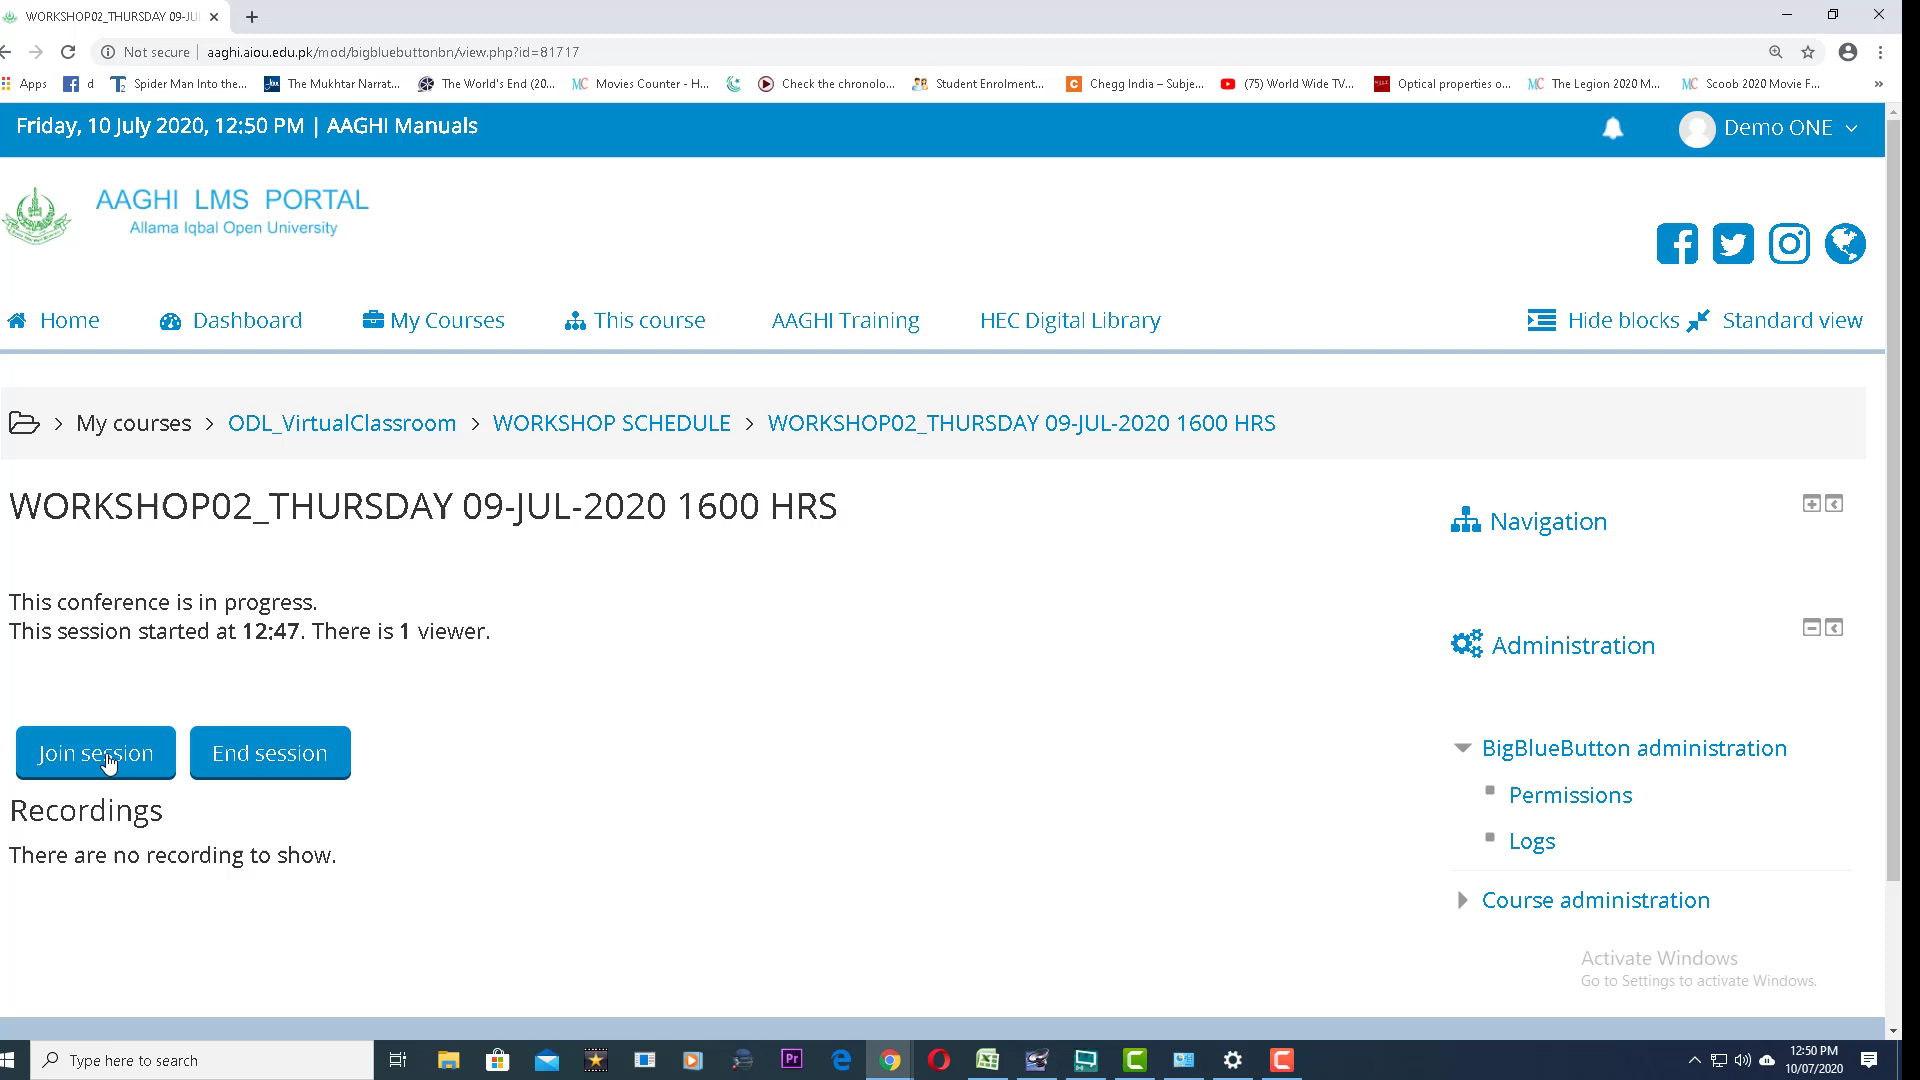 WORKSHOP02_THURSDAY 09-JUL
Not secure | aaghi.aiou.edu.pk/mod/bigbluebuttonbn/view.php?id=81717
Apps d Spider Man Into the... The Mukhtar Narrat... The World's End (20... Movies Counter - H... Check the chronolo... Student Enrolment... Chegg India – Subje... (75) World Wide TV... Optical properties o... The Legion 2020 M... Scoob 2020 Movie F... »
Friday, 10 July 2020, 12:50 PM | AAGHI Manuals
Demo ONE
AAGHI LMS PORTAL
Allama Iqbal Open University
Home Dashboard My Courses This course AAGHI Training HEC Digital Library Hide blocks Standard view
My courses > ODL_VirtualClassroom > WORKSHOP SCHEDULE > WORKSHOP02_THURSDAY 09-JUL-2020 1600 HRS
WORKSHOP02_THURSDAY 09-JUL-2020 1600 HRS
Navigation
This conference is in progress.
This session started at 12:47. There is 1 viewer.
Administration
Join session End session
BigBlueButton administration
Permissions
Recordings
Logs
There are no recording to show.
Course administration
Activate Windows
Go to Settings to activate Windows.
Type here to search
12:50 PM
10/07/2020